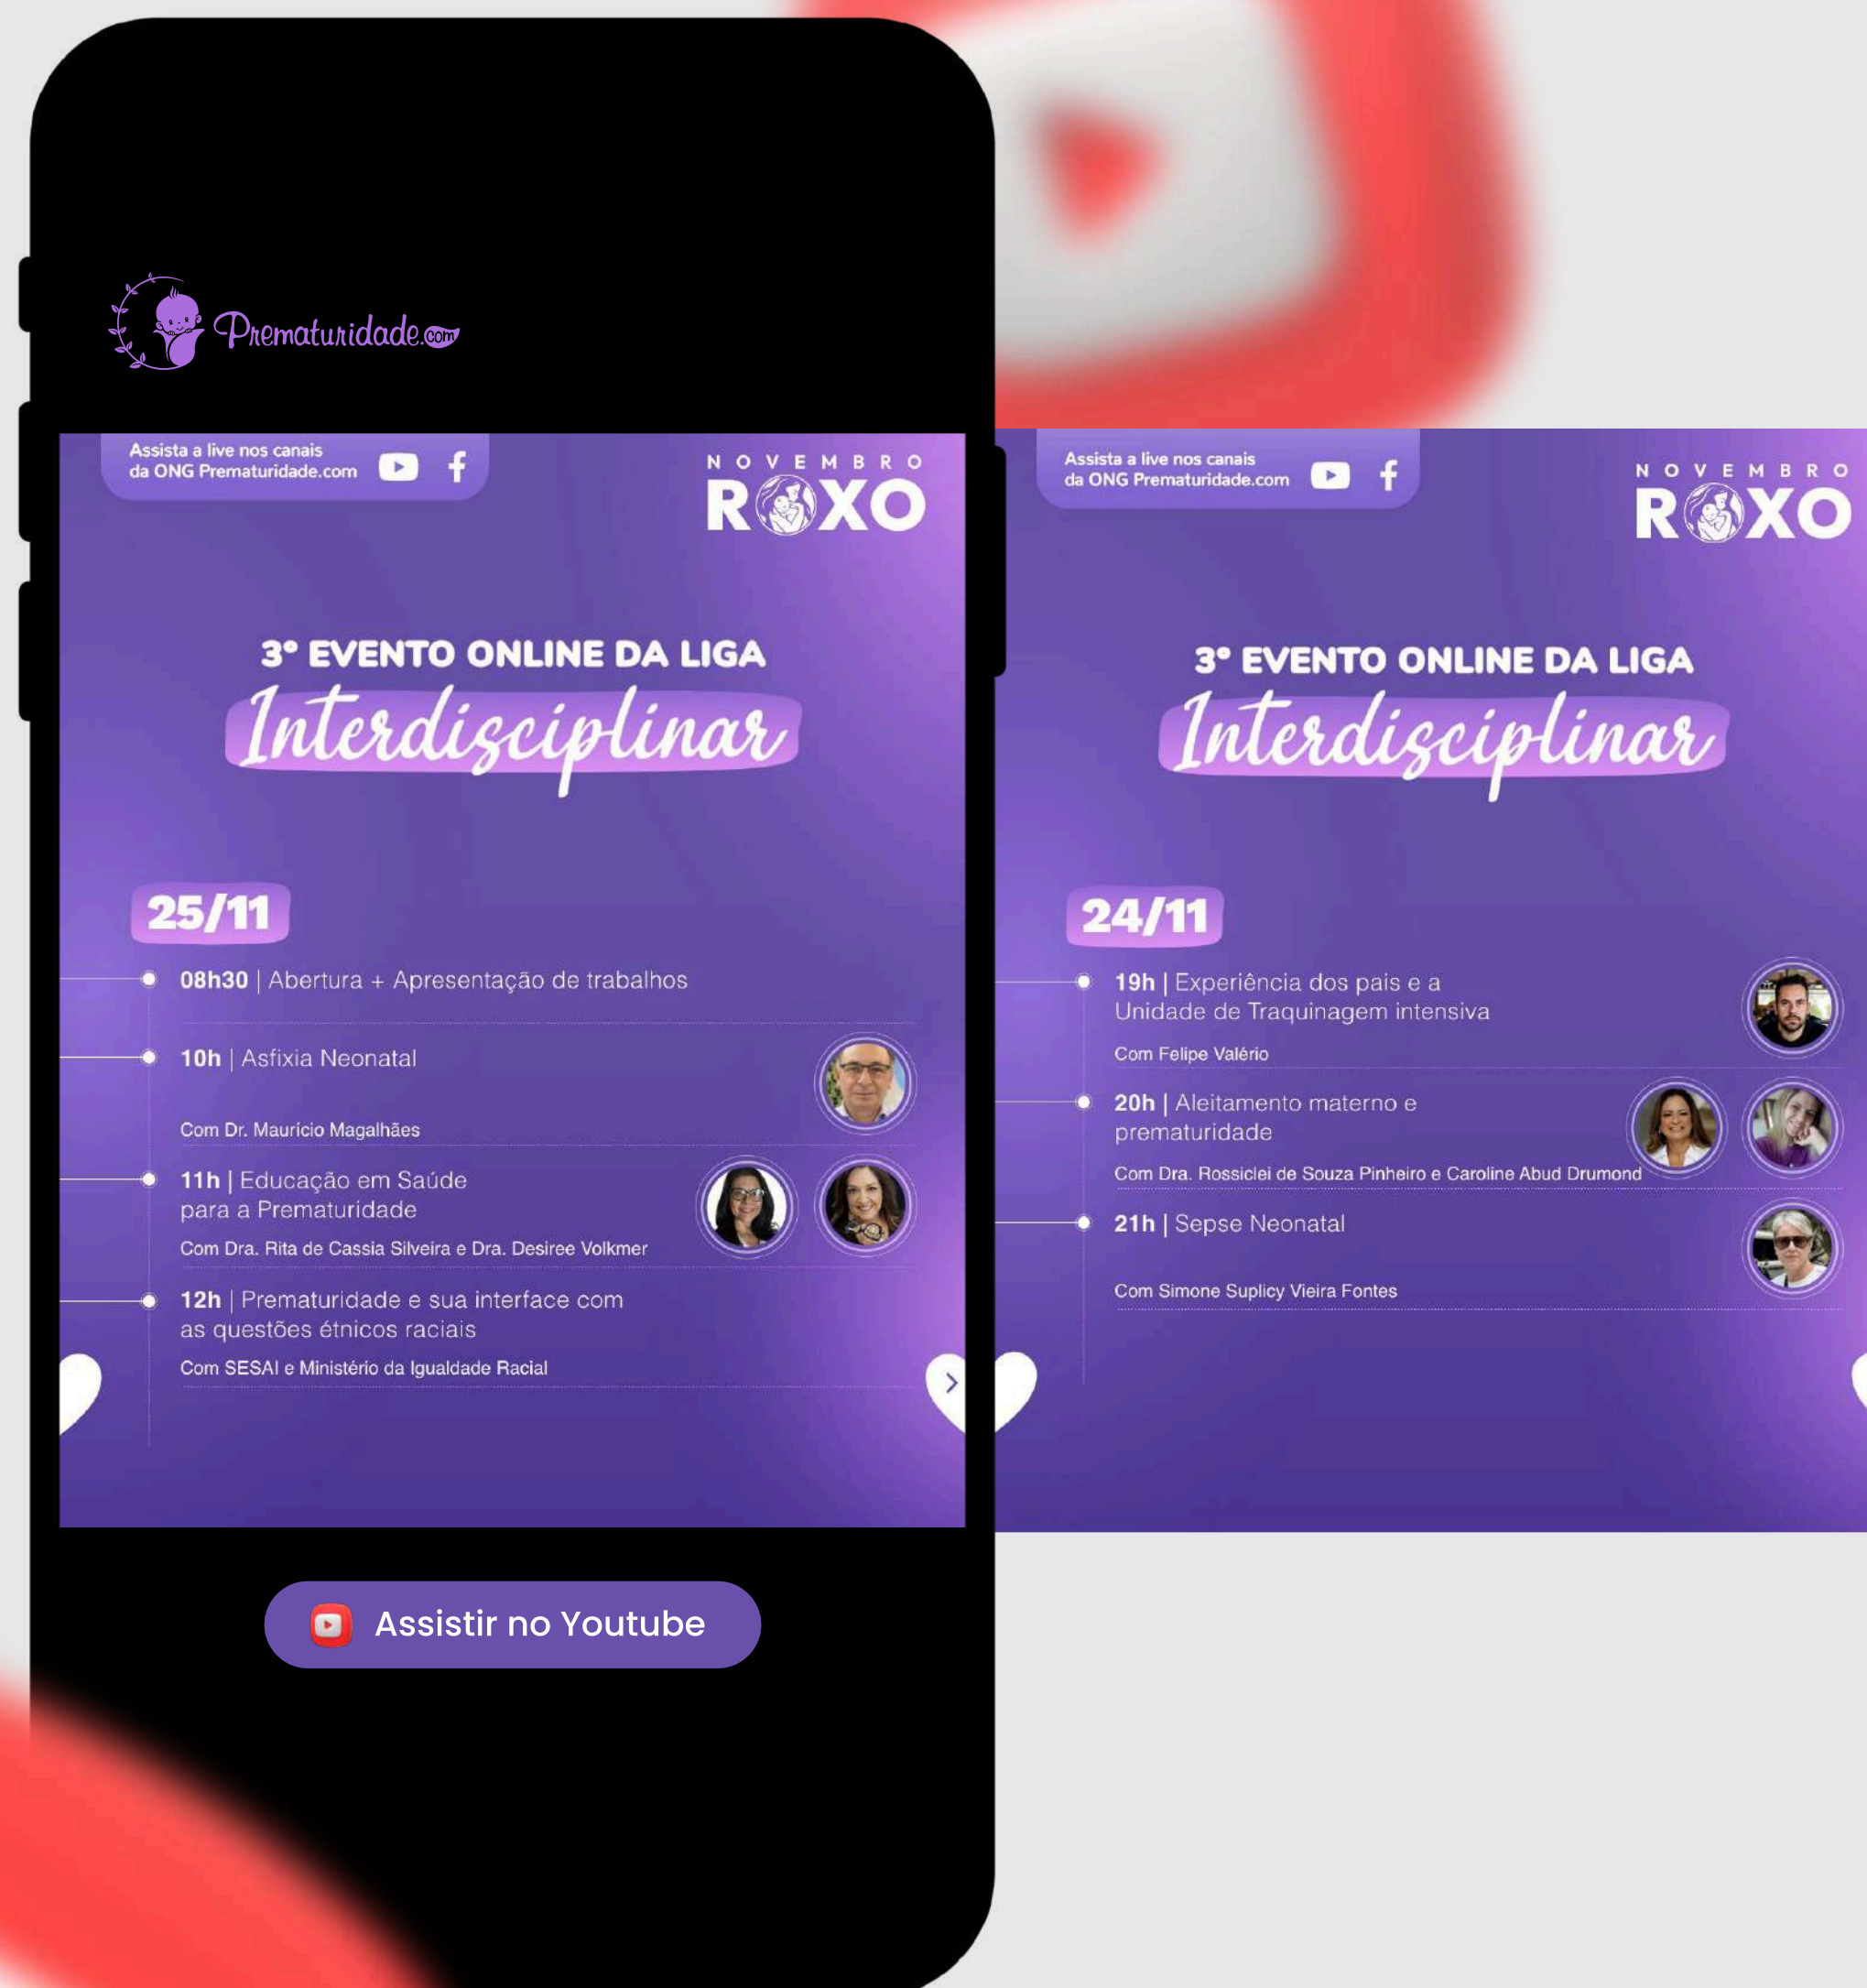 Prematuridade.com
Assista a live nos canais
da ONG Prematuridade.com
NOVEMBRO
ROXO
3º EVENTO ONLINE DA LIGA
Interdisciplinar
25/11
08h30 | Abertura + Apresentação de trabalhos
10h | Asfixia Neonatal
Com Dr. Maurício Magalhães
11h | Educação em Saúde
para a Prematuridade
Com Dra. Rita de Cassia Silveira e Dra. Desiree Volkmer
12h | Prematuridade e sua interface com
as questões étnicos raciais
Com SESAI e Ministério da Igualdade Racial
Assistir no Youtube
Assista a live nos canais
da ONG Prematuridade.com
NOVEMBRO
ROXO
3º EVENTO ONLINE DA LIGA
Interdisciplinar
24/11
19h | Experiência dos pais e a
Unidade de Traquinagem intensiva
Com Felipe Valério
20h | Aleitamento materno e
prematuridade
Com Dra. Rossiclei de Souza Pinheiro e Caroline Abud Drumond
21h | Sepse Neonatal
Com Simone Suplicy Vieira Fontes